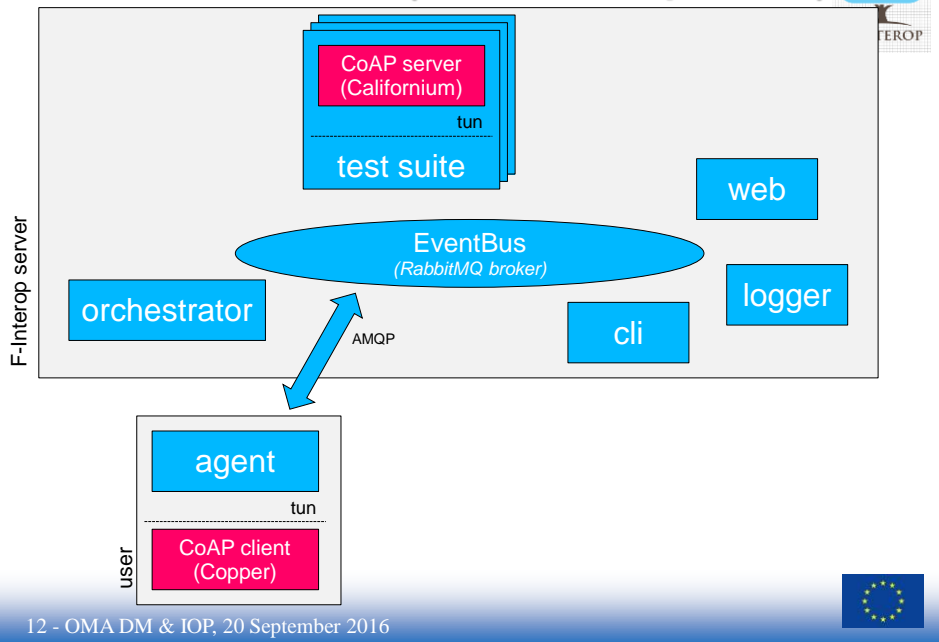 TEROP
CoAP server
(Californium)
tun
test suite
web
EventBus
(RabbitMQ broker)
orchestrator
logger
cli
F-Interop server
AMQP
agent
tun
CoAP client
(Copper)
user
12 - OMA DM & IOP, 20 September 2016